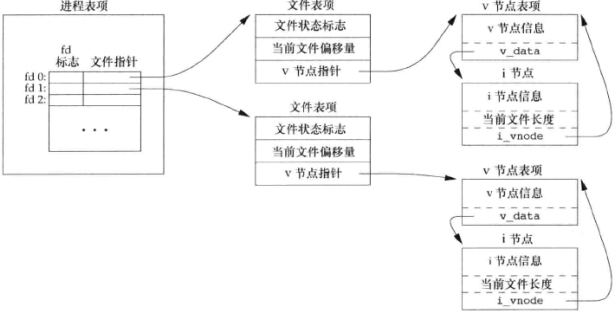 进程表项
fd
标志 文件指针
fd 0:
fd 1:
fd 2:
...
文件表项
文件状态标志
当前文件偏移量
v 节点指针
文件表项
文件状态标志
当前文件偏移量
v 节点指针
v 节点表项
v 节点信息
v_data
i 节点
i 节点信息
当前文件长度
i_vnode
v 节点表项
v 节点信息
v_data
i 节点
i 节点信息
当前文件长度
i_vnode